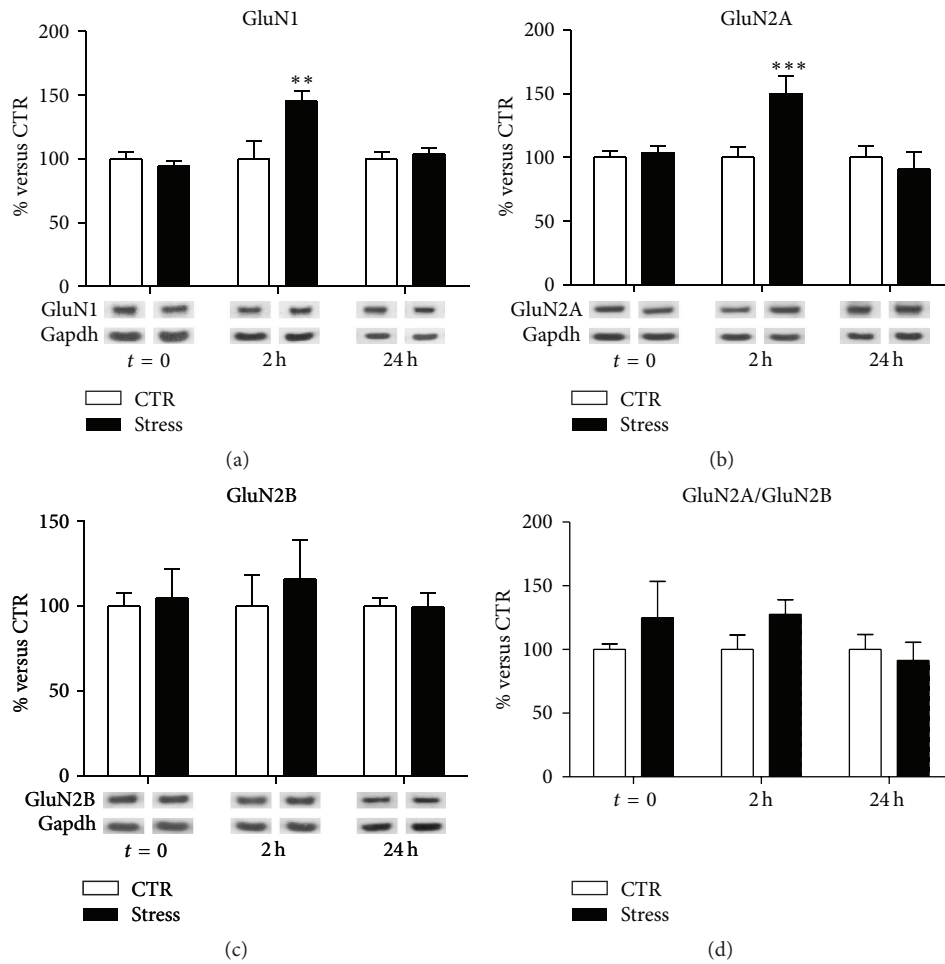 GluN1
200
150
100
50
0
% versus CTR
**
GluN1
Gapdh
t = 0
2 h
24 h
CTR
Stress
(a)
GluN2A
200
150
100
50
0
% versus CTR
***
GluN2A
Gapdh
t = 0
2 h
24 h
CTR
Stress
(b)
GluN2B
150
100
50
0
% versus CTR
GluN2B
Gapdh
t = 0
2 h
24 h
CTR
Stress
(c)
GluN2A/GluN2B
200
150
100
50
0
% versus CTR
t = 0
2 h
24 h
CTR
Stress
(d)